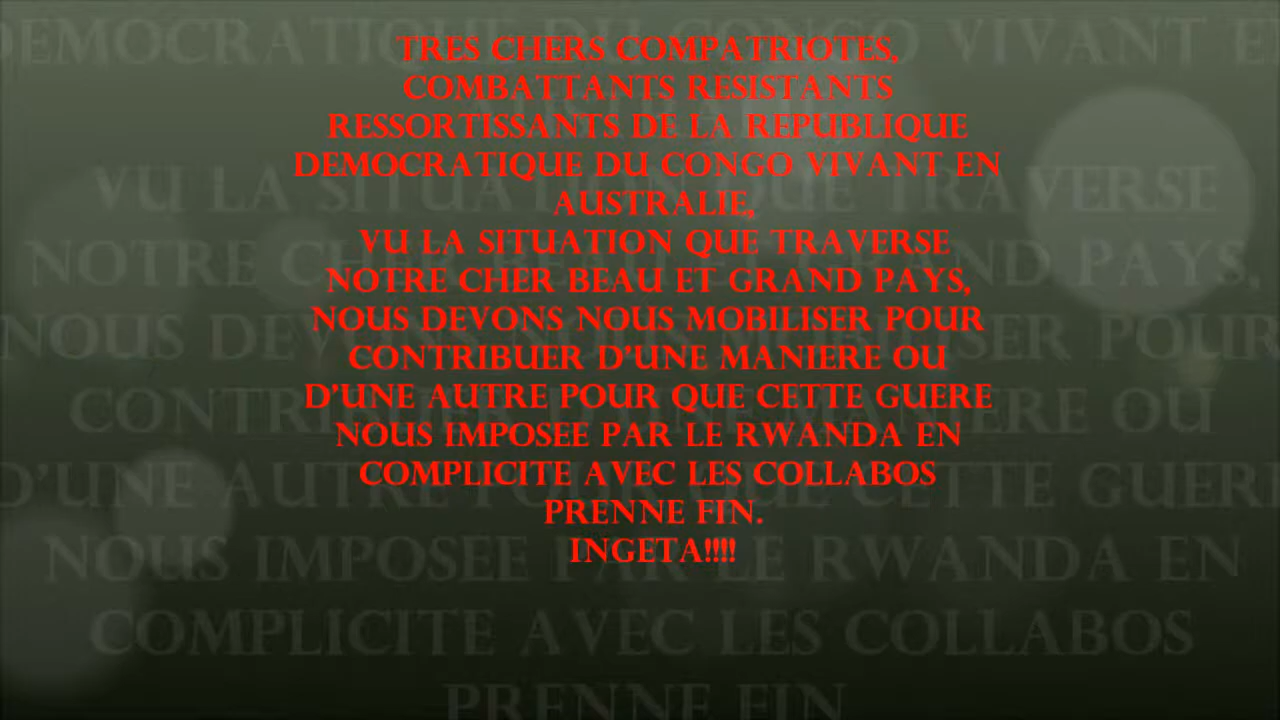 TRES CHERS COMPATRIOTES,
COMBATTANTS RESISTANTS
RESSORTISSANTS DE LA REPUBLIQUE
DEMOCRATIQUE DU CONGO VIVANT EN
AUSTRALIE,
VU LA SITUATION QUE TRAVERSE
NOTRE CHER BEAU ET GRAND PAYS,
NOUS DEVONS NOUS MOBILISER POUR
CONTRIBUER D'UNE MANIERE OU
D'UNE AUTRE POUR QUE CETTE GUERE
NOUS IMPOSEE PAR LE RWANDA EN
COMPLICITE AVEC LES COLLABOS
PRENNE FIN.
INGETA!!!!